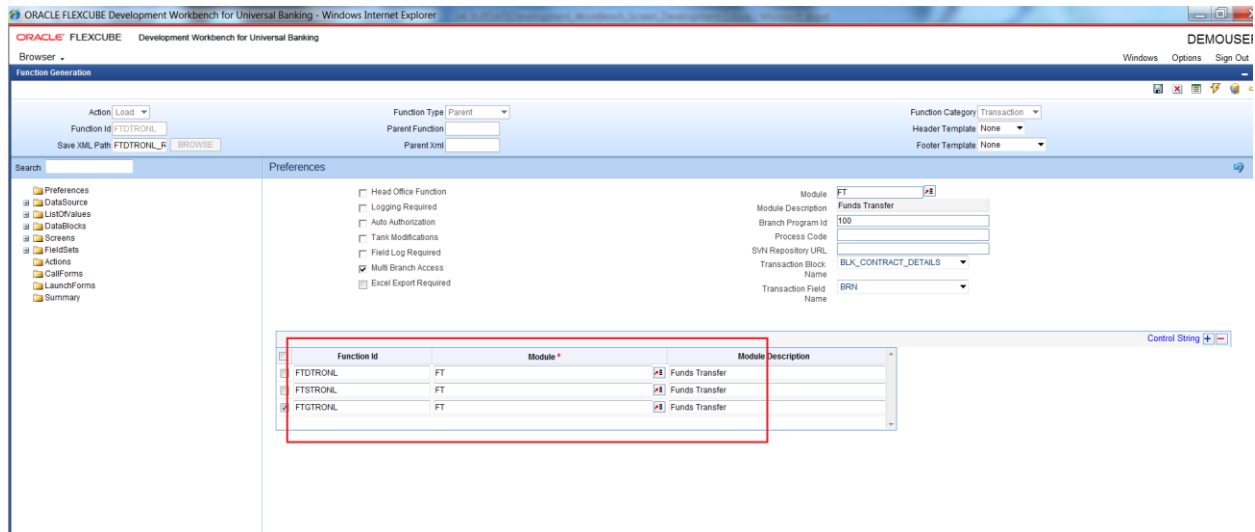 ORACLE FLEXCUBE Development Workbench for Universal Banking - Windows Internet Explorer
ORACLE FLEXCUBE Development Workbench for Universal Banking DEMOUSER
Browser Windows Options Sign Out
Function Generation
Action Load Function Type Parent Function Category Transaction
Function Id FTDTRONL Parent Function Header Template None
Save XML Path FTDTRONL_R BROWSE Parent Xml Footer Template None
Search Preferences
Preferences
DataSource
ListOfValues
DataBlocks
Screens
FieldSets
Actions
CallForms
LaunchForms
Summary
Head Office Function
Logging Required
Auto Authorization
Tank Modifications
Field Log Required
Multi Branch Access
Excel Export Required
Module FT
Module Description Funds Transfer
Branch Program Id 100
Process Code
SVN Repository URL
Transaction Block BLK_CONTRACT_DETAILS
Name
Transaction Field BRN
Name
Control String + -
Function Id Module * Module Description
FTDTRONL FT Funds Transfer
FTSTRONL FT Funds Transfer
FTGTRONL FT Funds Transfer